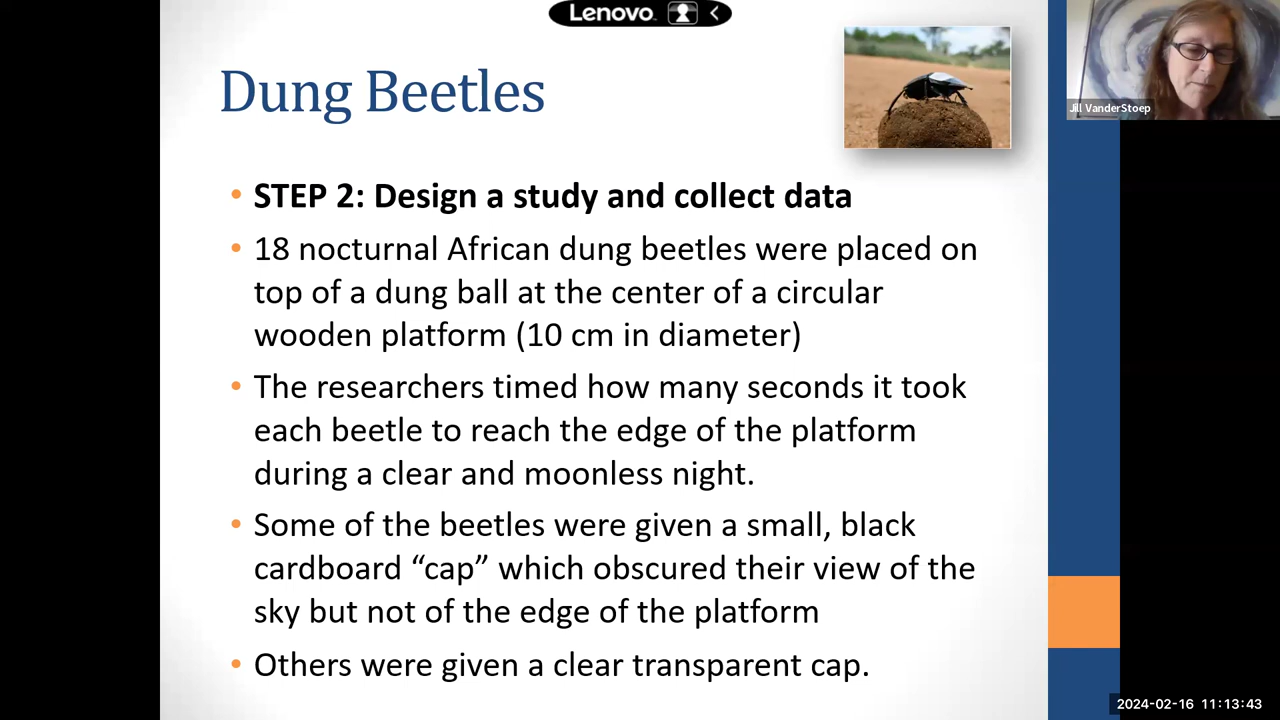 Lenovo
Dung Beetles
Jill VanderStoep
• STEP 2: Design a study and collect data
• 18 nocturnal African dung beetles were placed on
top of a dung ball at the center of a circular
wooden platform (10 cm in diameter)
• The researchers timed how many seconds it took
each beetle to reach the edge of the platform
during a clear and moonless night.
• Some of the beetles were given a small, black
cardboard “cap” which obscured their view of the
sky but not of the edge of the platform
• Others were given a clear transparent cap.
2024-02-16 11:13:43